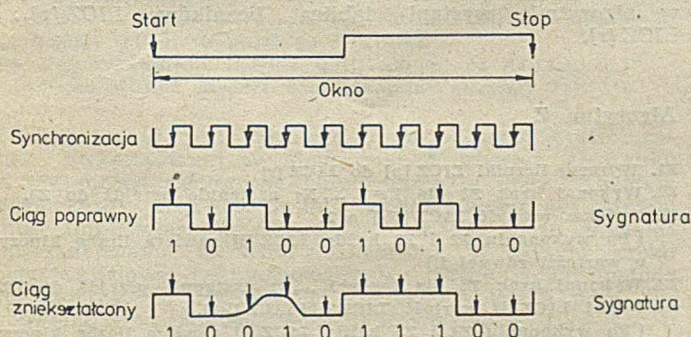 Start Stop
Okno
Synchronizacja
Ciąg poprawny
1 0 1 0 0 1 0 1 0 0
Sygnatura
Ciąg
zniekształcony
1 0 0 1 0 1 1 1 0 0
Sygnatura